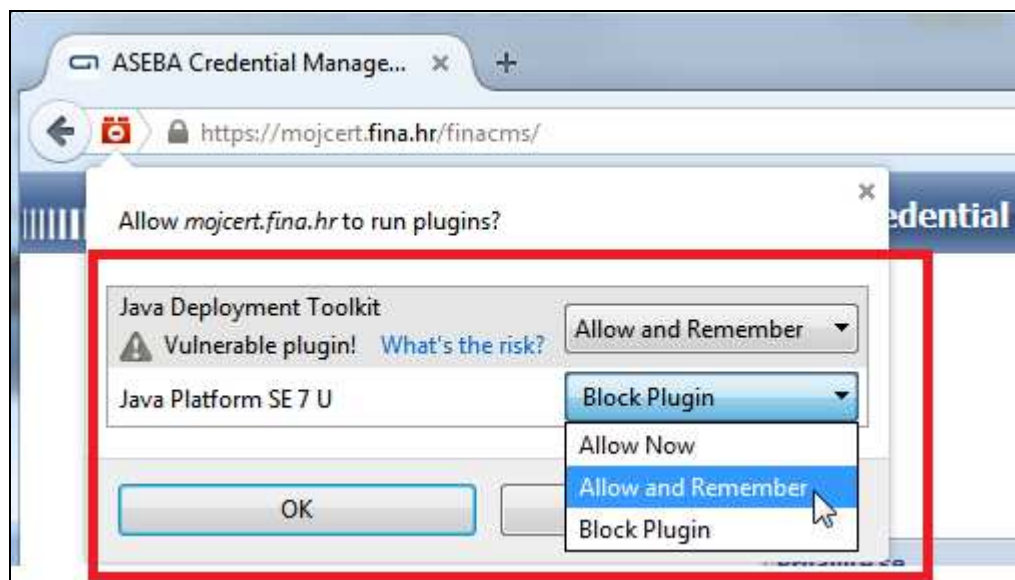 ASEBA Credential Manage...
https://mojcert.fina.hr/finacms/
edential
Allow mojcert.fina.hr to run plugins?
Java Deployment Toolkit
Vulnerable plugin! What's the risk?
Allow and Remember
Java Platform SE 7 U
Block Plugin
Allow Now
Allow and Remember
Block Plugin
OK